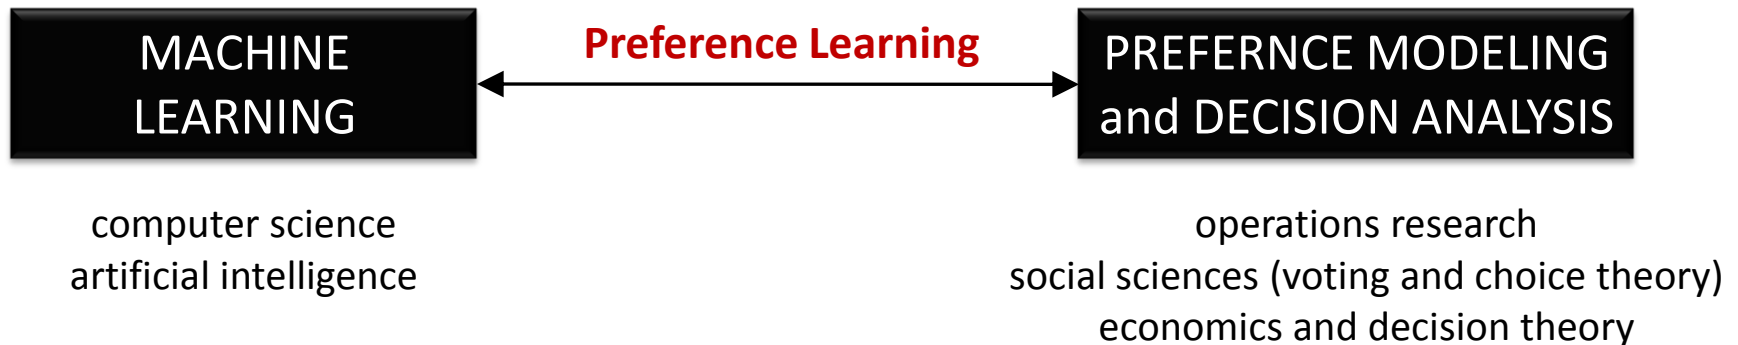 MACHINE
LEARNING
Preference Learning
PREFERNCE MODELING
and DECISION ANALYSIS
computer science
artificial intelligence
operations research
social sciences (voting and choice theory)
economics and decision theory